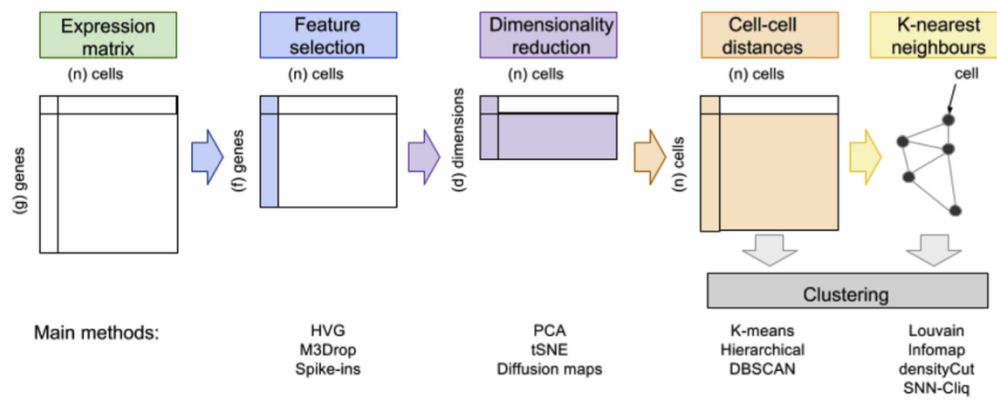 Expression
matrix
Feature
selection
Dimensionality
reduction
Cell-cell
distances
K-nearest
neighbours
(n) cells
(n) cells
(n) cells
(n) cells
cell
(g) genes
(f) genes
(d) dimensions
(n) cells
Clustering
Main methods:
HVG
M3Drop
Spike-ins
PCA
tSNE
Diffusion maps
K-means
Hierarchical
DBSCAN
Louvain
Infomap
densityCut
SNN-Cliq